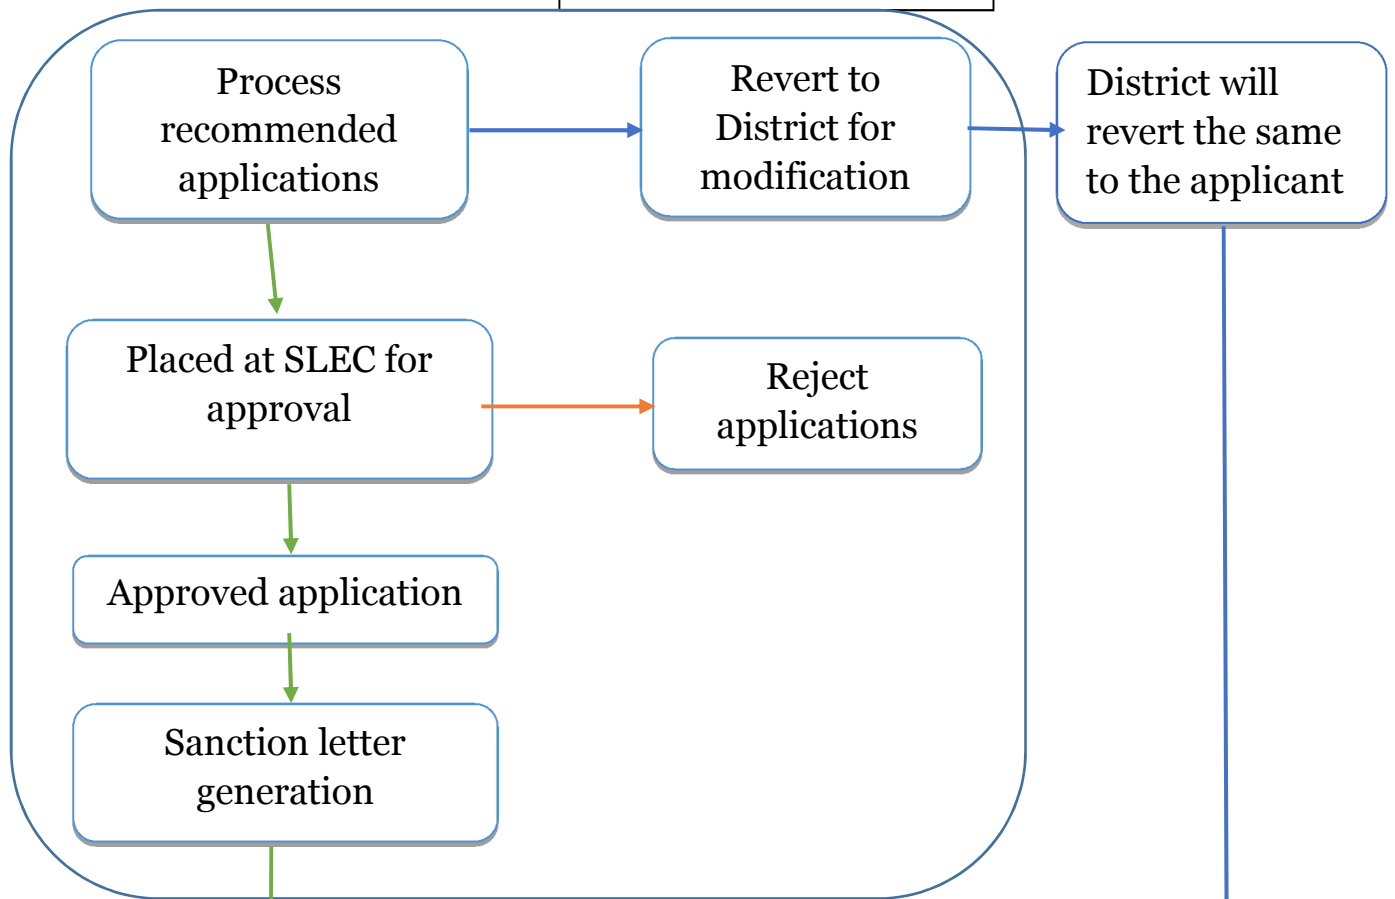 Process
recommended
applications
Revert to
District for
modification
District will
revert the same
to the applicant
Placed at SLEC for
approval
Reject
applications
Approved application
Sanction letter
generation